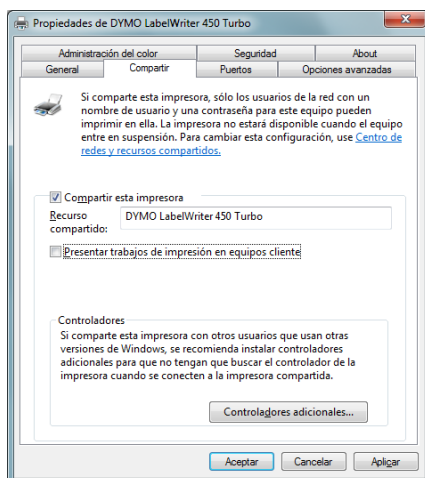 Propiedades de DYMO LabelWriter 450 Turbo
Administración del color Seguridad About
General Compartir Puertos Opciones avanzadas
Si comparte esta impresora, sólo los usuarios de la red con un
nombre de usuario y una contraseña para este equipo pueden
imprimir en ella. La impresora no estará disponible cuando el equipo
entre en suspensión. Para cambiar esta configuración, use Centro de
redes y recursos compartidos.
Compartir esta impresora
Recurso
compartido:
DYMO LabelWriter 450 Turbo
Presentar trabajos de impresión en equipos cliente
Controladores
Si comparte esta impresora con otros usuarios que usan otras
versiones de Windows, se recomienda instalar controladores
adicionales para que no tengan que buscar el controlador de la
impresora cuando se conecten a la impresora compartida.
Controladores adicionales...
Aceptar Cancelar Aplicar